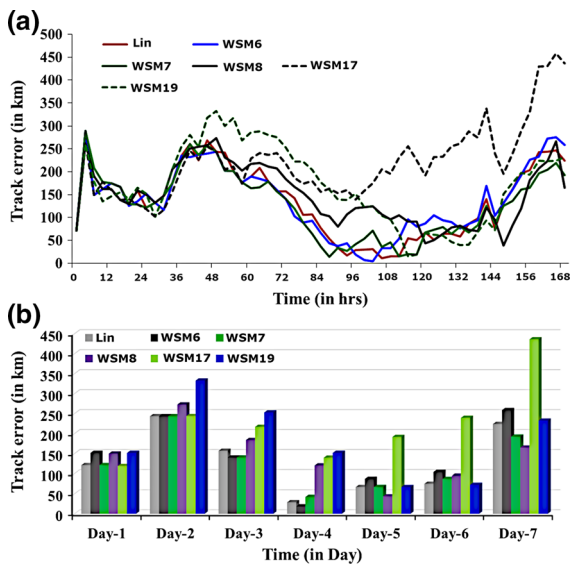 (a)
500
450
400
350
300
250
200
150
100
50
0
Track error (in km)
Lin
WSM6
WSM7
WSM8
WSM17
WSM19
0 12 24 36 48 60 72 84 96 108 120 132 144 156 168
Time (in hrs)
(b)
450
400
350
300
250
200
150
100
50
0
Track error (in km)
Lin WSM6 WSM7
WSM8 WSM17 WSM19
Day-1 Day-2 Day-3 Day-4 Day-5 Day-6 Day-7
Time (in Day)